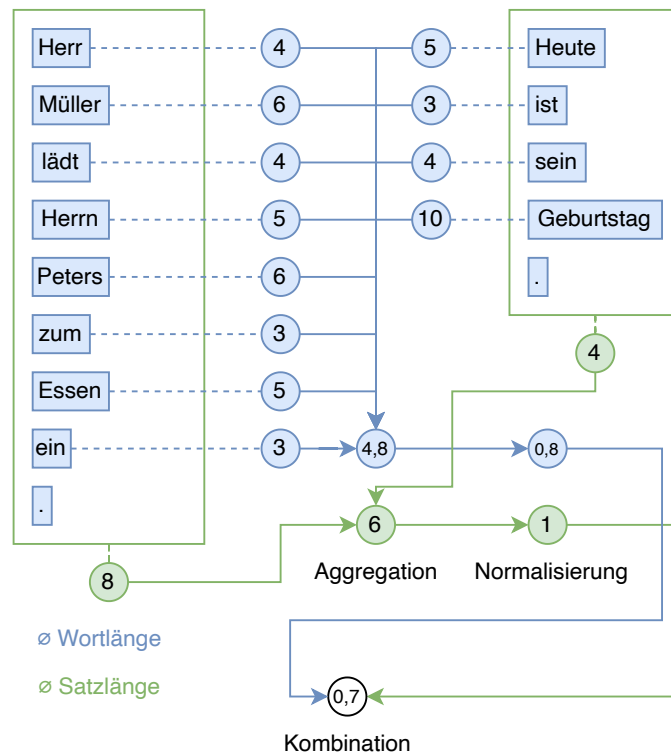 Herr 4 5 Heute
Müller 6 3 ist
lädt 4 4 sein
Herrn 5 10 Geburtstag
Peters 6 .
zum 3 4
Essen 5
ein 3 4,8 0,8
.
6 1
Aggregation Normalisierung
8
⌀ Wortlänge
⌀ Satzlänge
0,7
Kombination